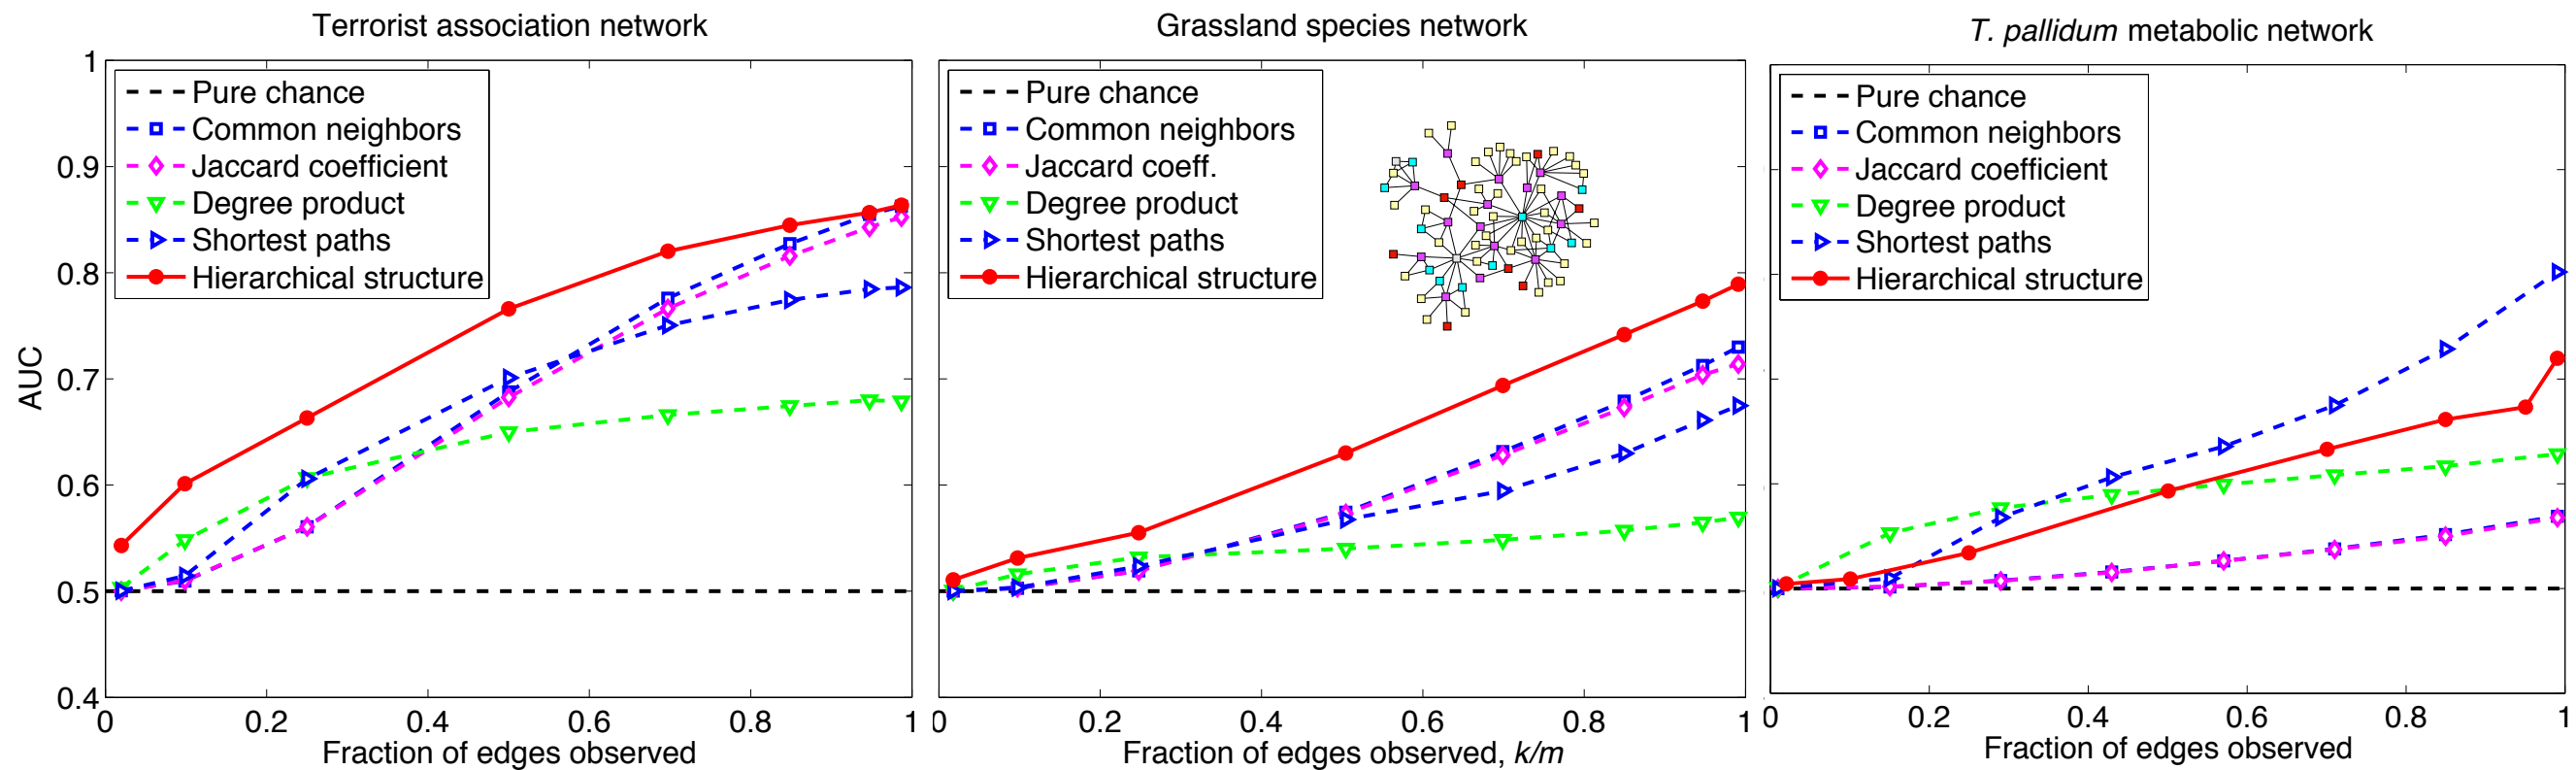 Terrorist association network
AUC
1
0.9
0.8
0.7
0.6
0.5
0.4
Pure chance
Common neighbors
Jaccard coefficient
Degree product
Shortest paths
Hierarchical structure
0 0.2 0.4 0.6 0.8 1
Fraction of edges observed
Grassland species network
Pure chance
Common neighbors
Jaccard coeff.
Degree product
Shortest paths
Hierarchical structure
0 0.2 0.4 0.6 0.8 1
Fraction of edges observed, k/m
T. pallidum metabolic network
Pure chance
Common neighbors
Jaccard coefficient
Degree product
Shortest paths
Hierarchical structure
0 0.2 0.4 0.6 0.8 1
Fraction of edges observed